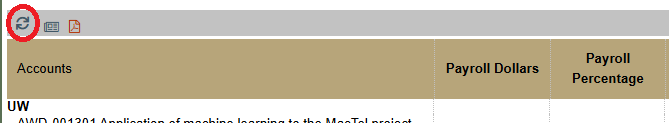 Accounts Payroll Dollars Payroll Percentage
UW
AWD-001301 Application of machine learning to the MacTel project